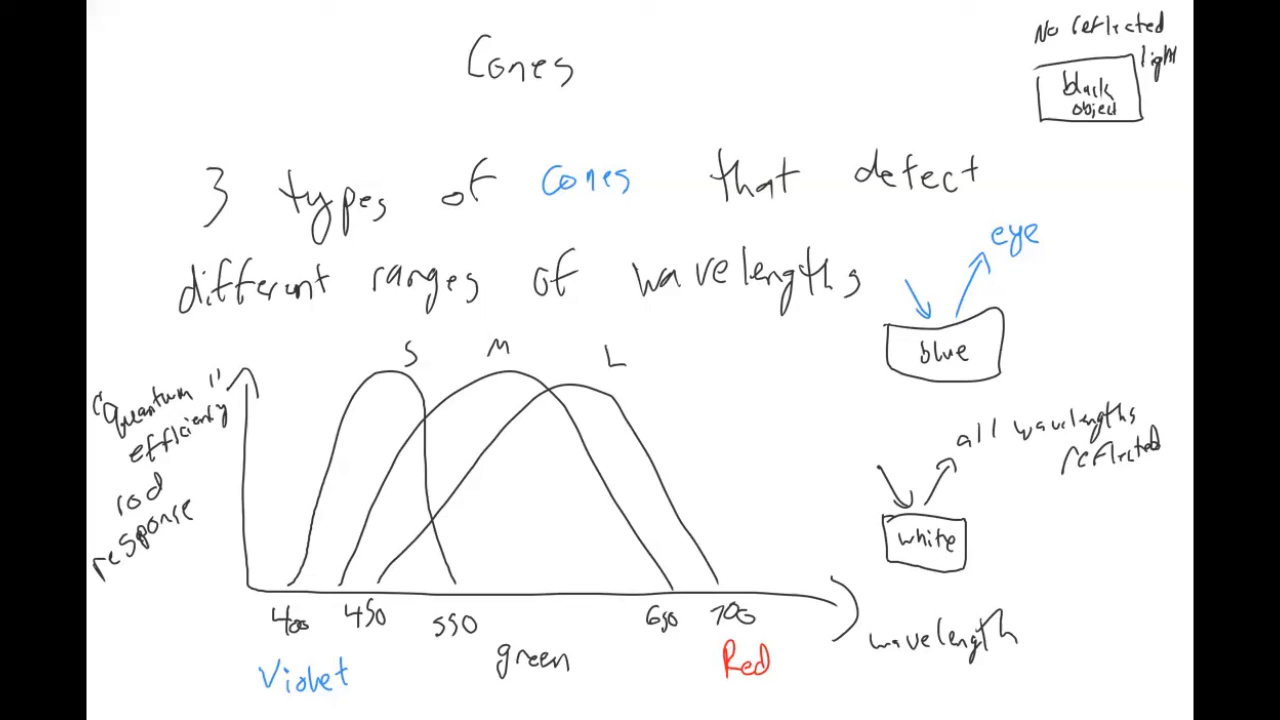 Cones
No reflected
light
black
object
3 types of cones that detect
different ranges of wavelengths
eye
blue
S M L
"Quantum"
efficiency
rod
response
all wavelengths
reflected
white
400 450 550 650 700
wavelength
Violet green Red